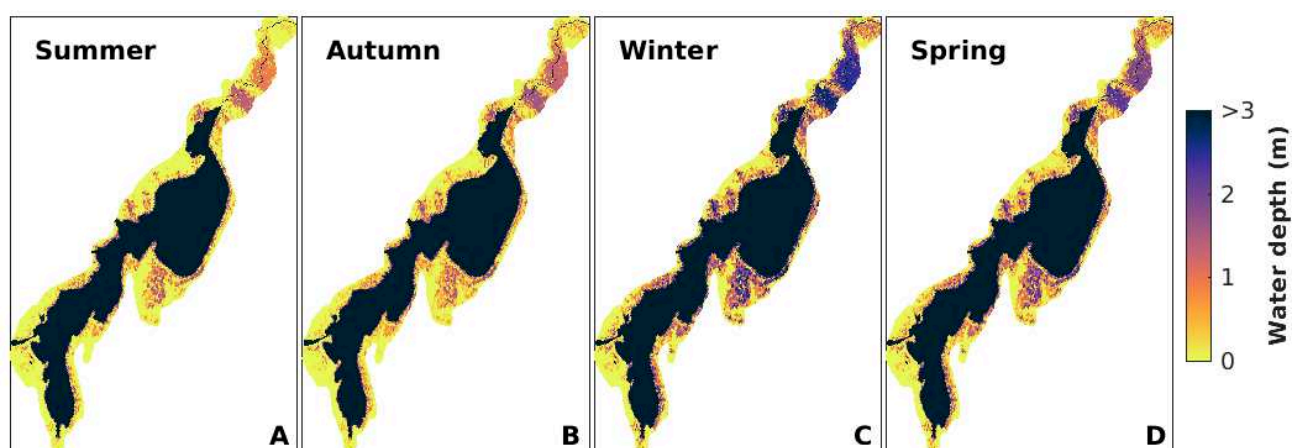 Summer
Autumn
Winter
Spring
>3
2
1
0
Water depth (m)
A
B
C
D